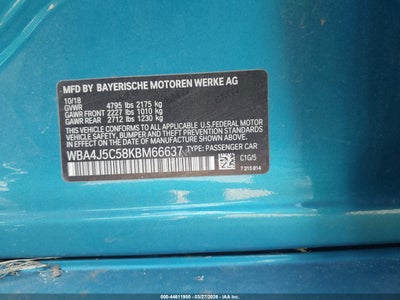 MFD BY BAYERISCHE MOTOREN WERKE AG
10/18
GVWR 4795 lbs 2175 kg
GAWR FRONT 2227 lbs 1010 kg
GAWR REAR 2712 lbs 1230 kg
THIS VEHICLE CONFORMS TO ALL APPLICABLE U.S.FEDERAL MOTOR
VEHICLE SAFETY, BUMPER AND THEFT PREVENTION STANDARDS IN
EFFECT ON THE DATE OF MANUFACTURE SHOWN ABOVE.
WBA4J5C58KBM66637 TYPE: PASSENGER CAR
C1G/5
7 315 814
000-44611950 - 03/27/2026 - IAA, Inc.